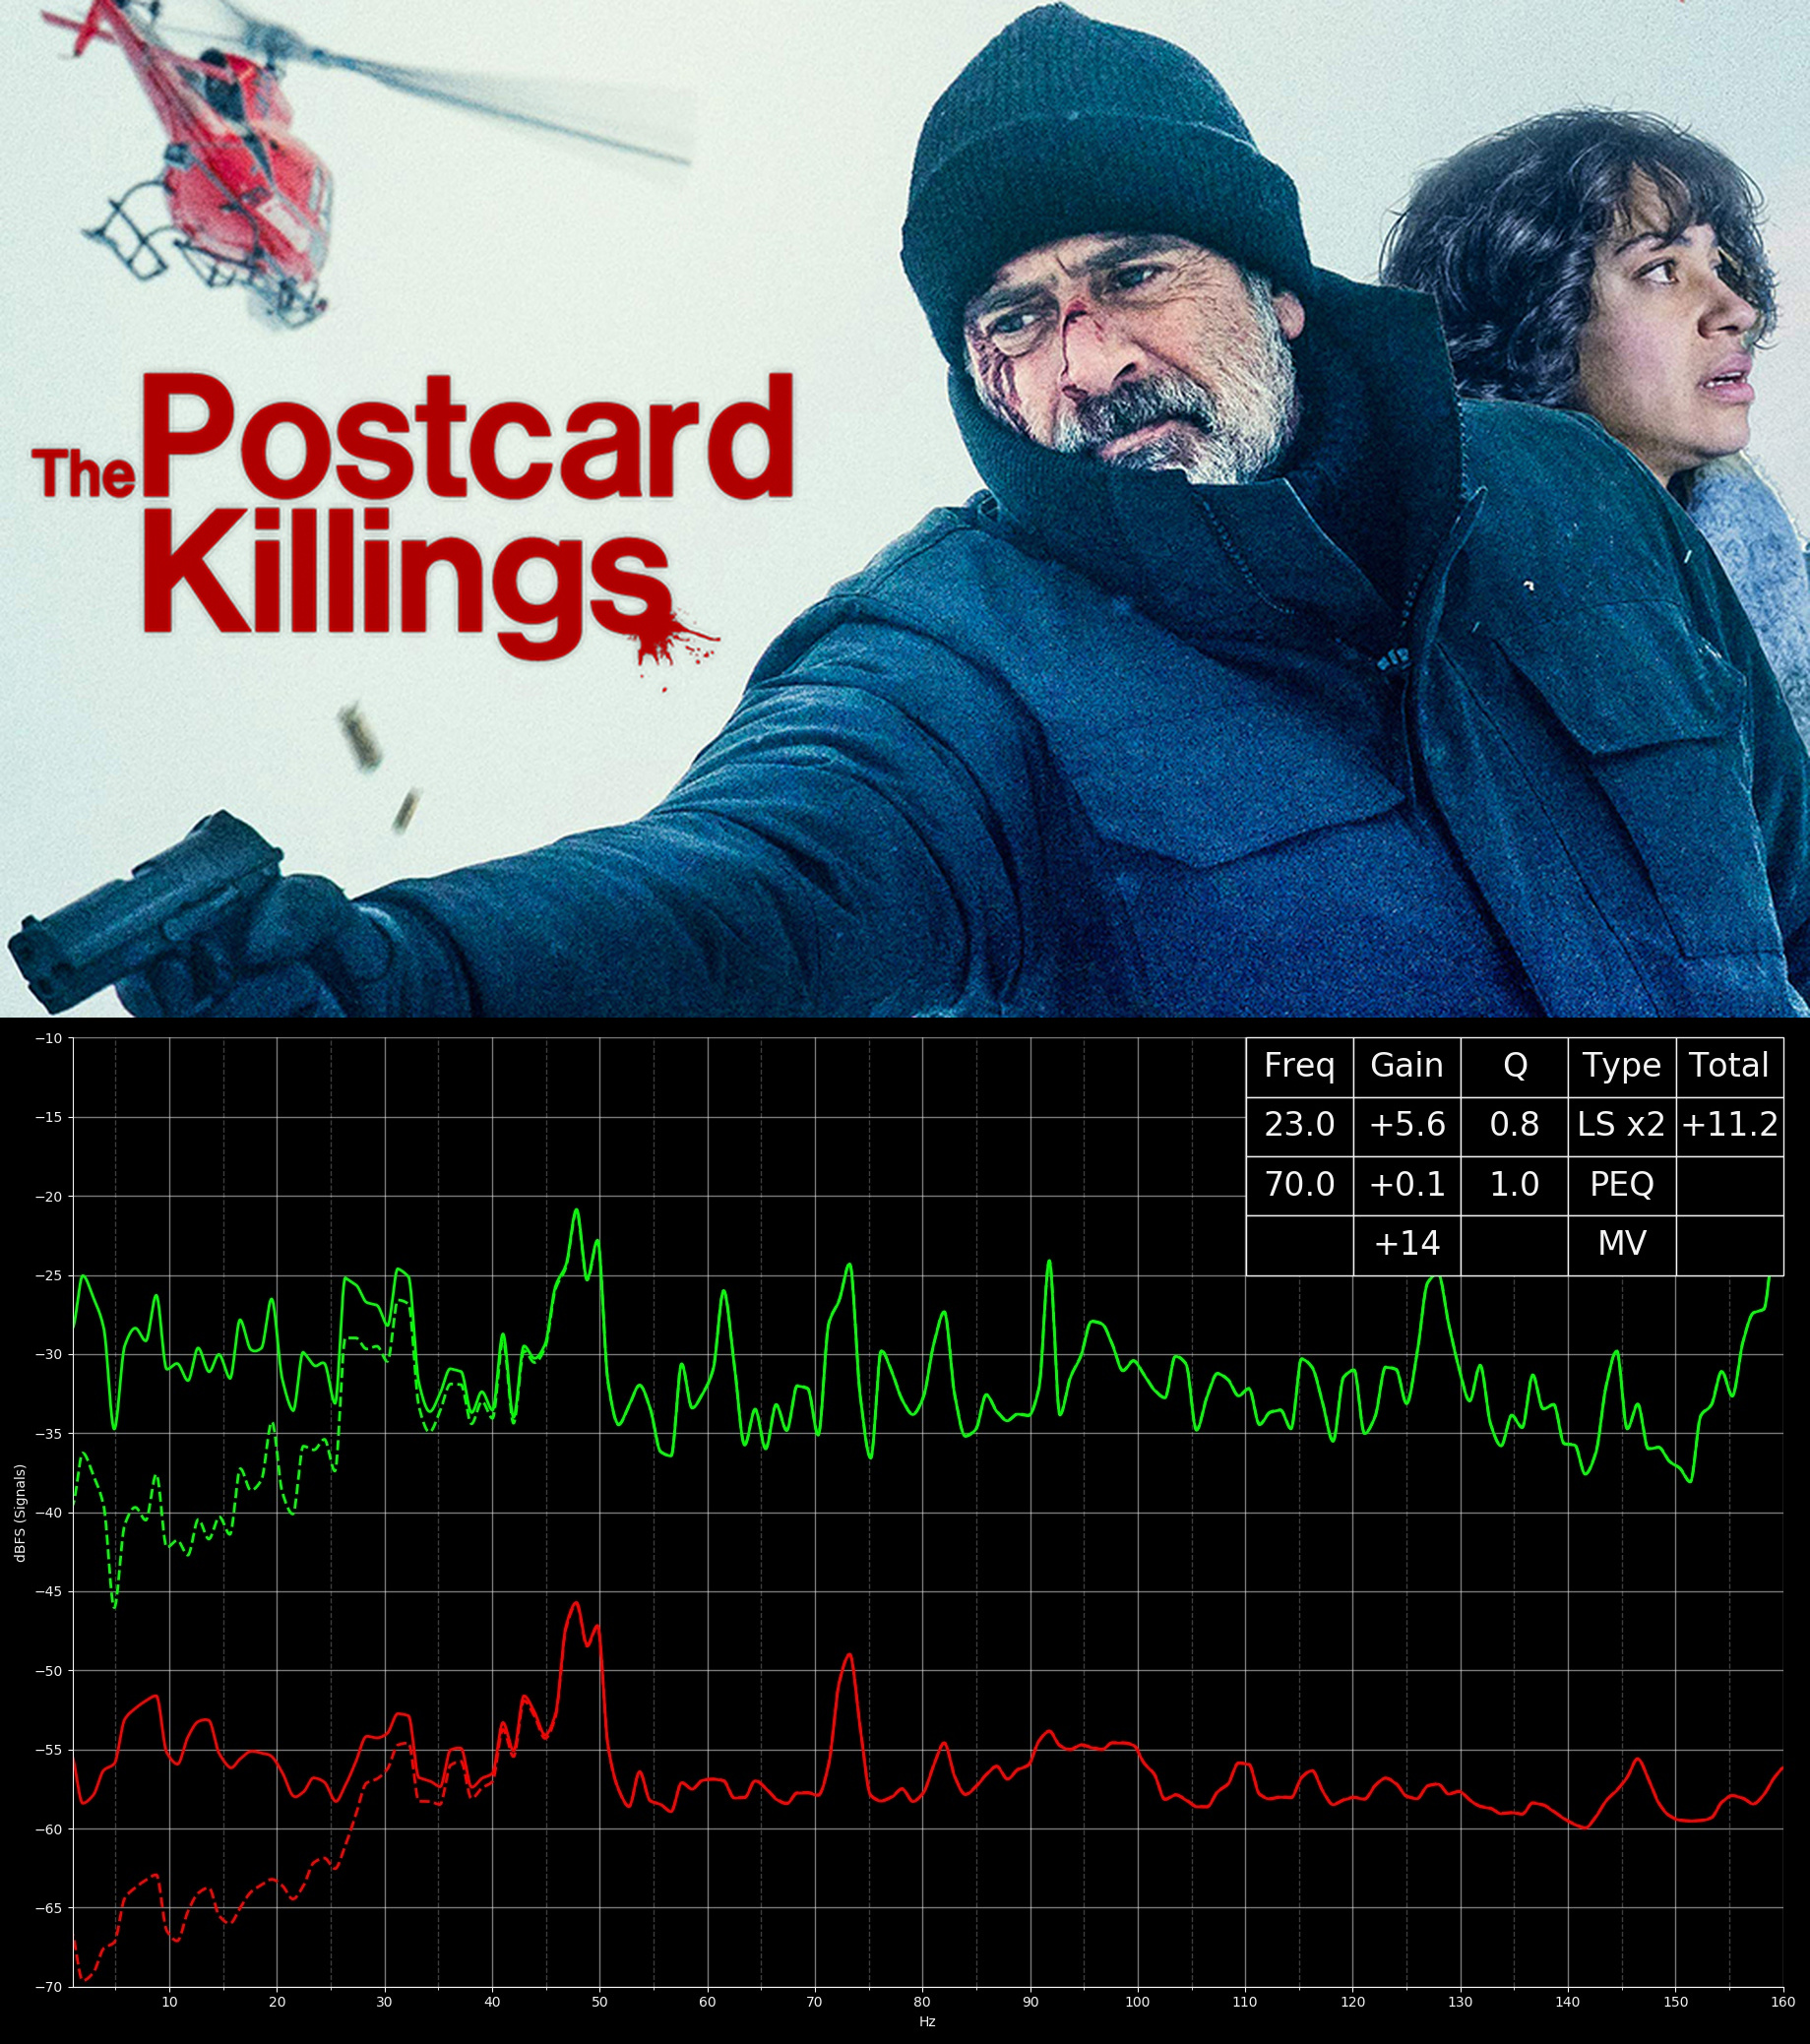 The Postcard
Killings
Freq Gain Q Type Total
23.0 +5.6 0.8 LS x2 +11.2
70.0 +0.1 1.0 PEQ
+14 MV
−10
−15
−20
−25
−30
−35
−40
−45
−50
−55
−60
−65
−70
dBFS (Signals)
10 20 30 40 50 60 70 80 90 100 110 120 130 140 150 160
Hz